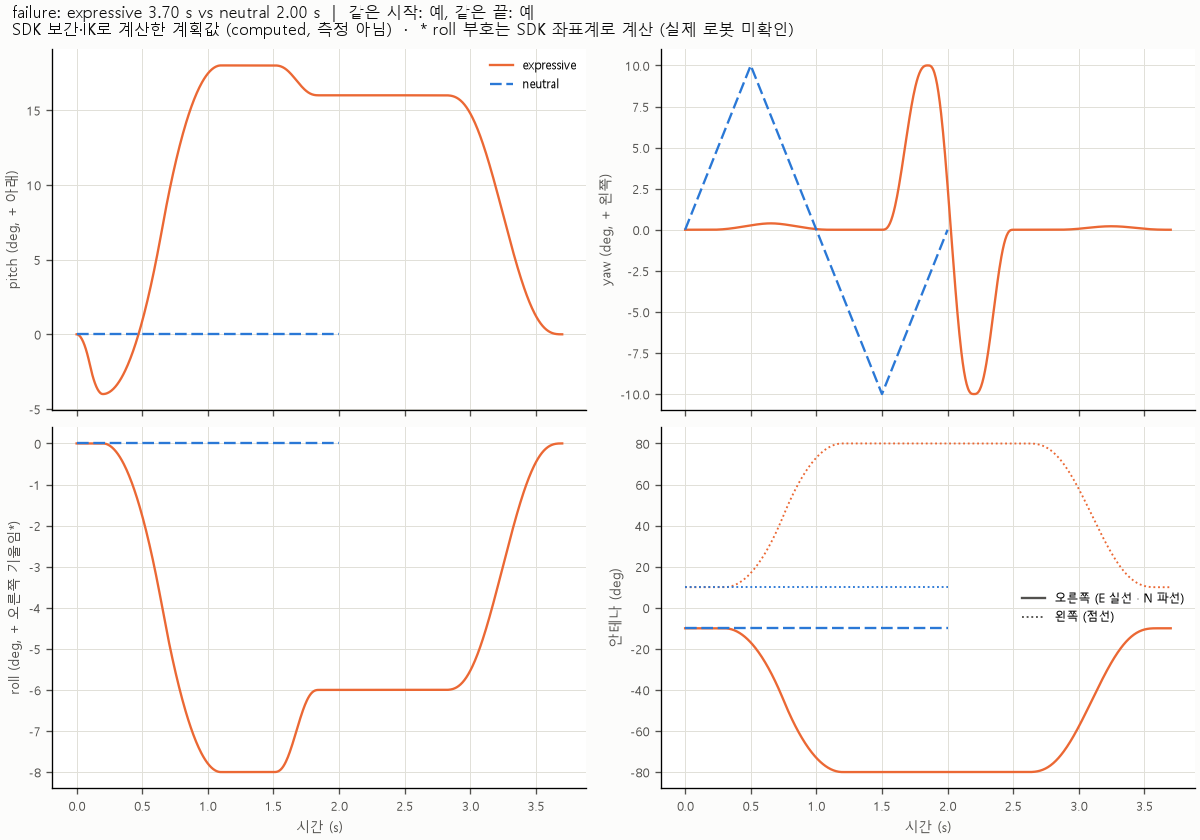 failure: expressive 3.70 s vs neutral 2.00 s  |  같은 시작: 예, 같은 끝: 예
SDK 보간·IK로 계산한 계획값 (computed, 측정 아님)  ·  * roll 부호는 SDK 좌표계로 계산 (실제 로봇 미확인)
pitch (deg, + 아래)
15
10
5
0
-5
expressive
neutral
yaw (deg, + 왼쪽)
10.0
7.5
5.0
2.5
0.0
-2.5
-5.0
-7.5
-10.0
roll (deg, + 오른쪽 기울임*)
0
-1
-2
-3
-4
-5
-6
-7
-8
0.0 0.5 1.0 1.5 2.0 2.5 3.0 3.5
시간 (s)
안테나 (deg)
80
60
40
20
0
-20
-40
-60
-80
오른쪽 (E 실선 · N 파선)
왼쪽 (점선)
0.0 0.5 1.0 1.5 2.0 2.5 3.0 3.5
시간 (s)